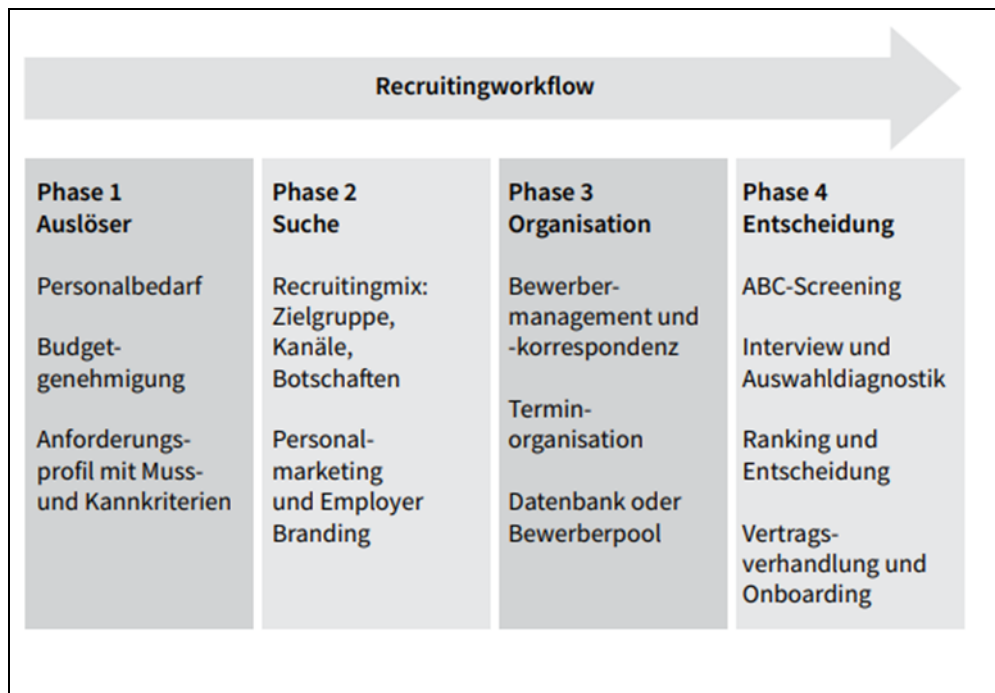 Recruitingworkflow
Phase 1
Auslöser
Personalbedarf
Budget-
genehmigung
Anforderungs-
profil mit Muss-
und Kannkriterien
Phase 2
Suche
Recruitingmix:
Zielgruppe,
Kanäle,
Botschaften
Personal-
marketing
und Employer
Branding
Phase 3
Organisation
Bewerber-
management und
-korrespondenz
Termin-
organisation
Datenbank oder
Bewerberpool
Phase 4
Entscheidung
ABC-Screening
Interview und
Auswahldiagnostik
Ranking und
Entscheidung
Vertrags-
verhandlung und
Onboarding